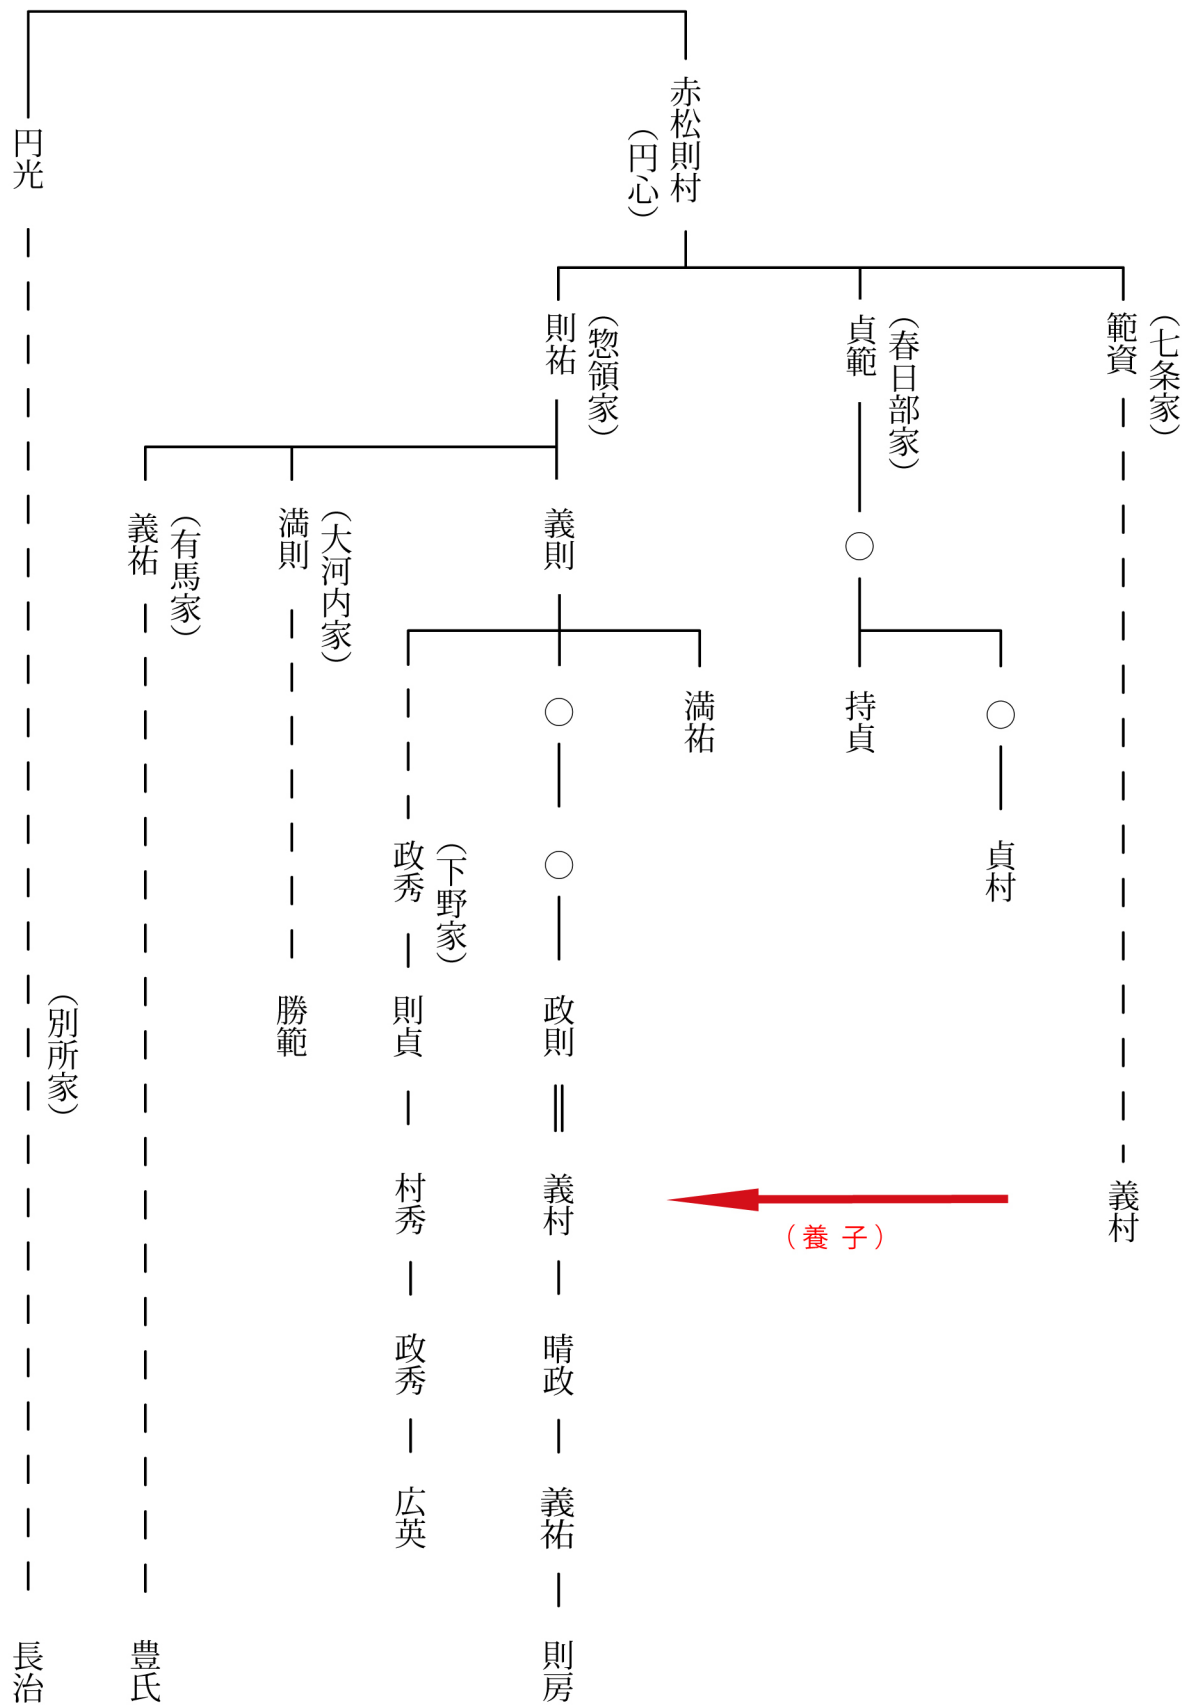 赤松則村
（円心）
円光
（七条家）
範資
（春日部家）
貞範
（惣領家）
則祐
義則
（大河内家）
満則
（有馬家）
義祐
○
○
持貞
満祐
○
貞村
○
（下野家）
政秀
政則
則貞
勝範
（別所家）
義村
（養子）
義村
村秀
晴政
政秀
義祐
広英
則房
豊氏
長治